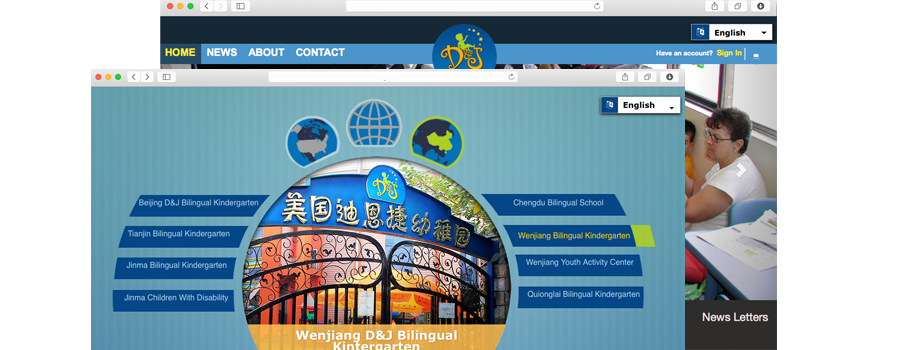 English
HOME NEWS ABOUT CONTACT
D&J
Have an account? Sign In
English
Beijing D&J Bilingual Kindergarten
Tianjin Bilingual Kindergarten
Jinma Bilingual Kindergarten
Jinma Children With Disability
美国迪恩捷幼稚园
Wenjiang D&J Bilingual
Kintergarten
Chengdu Bilingual School
Wenjiang Bilingual Kindergarten
Wenjiang Youth Activity Center
Quionglai Bilingual Kindergarten
News Letters